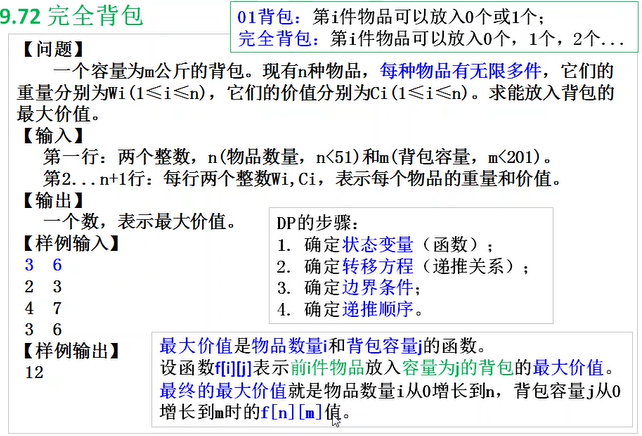 9.72 完全背包
01背包：第i件物品可以放入0个或1个；
完全背包：第i件物品可以放入0个，1个，2个...
【问题】
一个容量为m公斤的背包。现有n种物品，每种物品有无限多件，它们的
重量分别为Wi(1≤i≤n)，它们的价值分别为Ci(1≤i≤n)。求能放入背包的
最大价值。
【输入】
第一行：两个整数，n(物品数量，n<51)和m(背包容量，m<201)。
第2...n+1行：每行两个整数Wi,Ci，表示每个物品的重量和价值。
【输出】
一个数，表示最大价值。
【样例输入】
3 6
2 3
4 7
3 6
【样例输出】
12
DP的步骤：
1. 确定状态变量（函数）；
2. 确定转移方程（递推关系）；
3. 确定边界条件；
4. 确定递推顺序。
最大价值是物品数量i和背包容量j的函数。
设函数f[i][j]表示前i件物品放入容量为j的背包的最大价值。
最终的最大价值就是物品数量i从0增长到n，背包容量j从0
增长到m时的f[n][m]值。